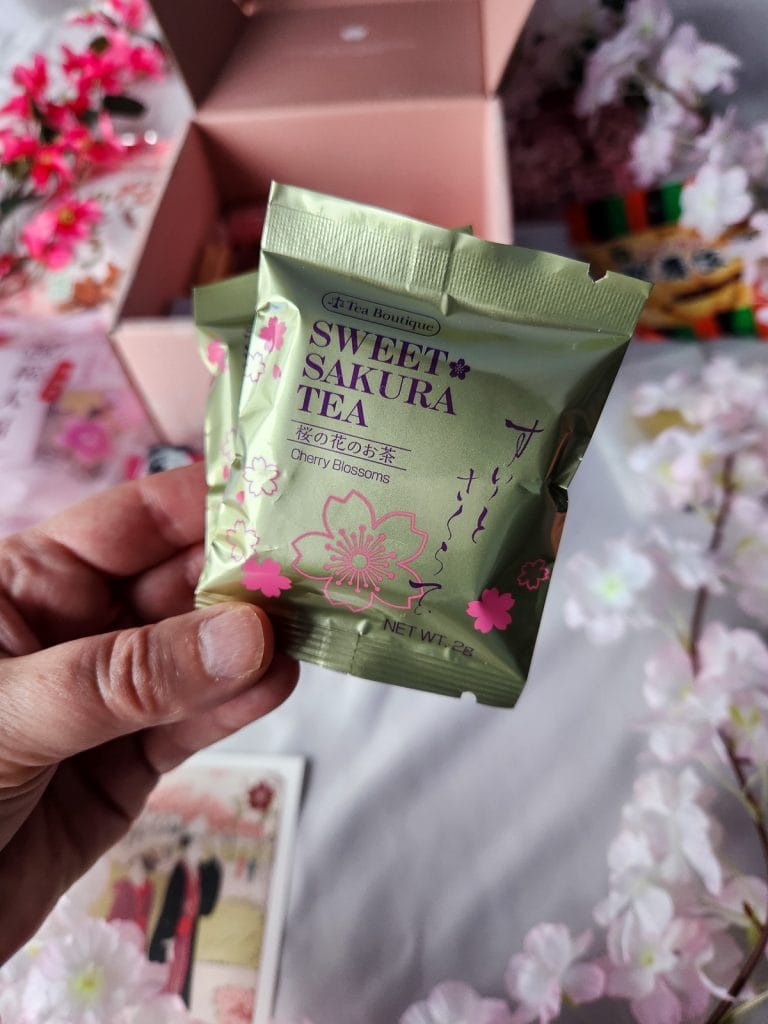 Tea Boutique
SWEET
SAKURA
TEA
桜の花のお茶
Cherry Blossoms
すいーと
さくらてぃ
NET WT. 2g